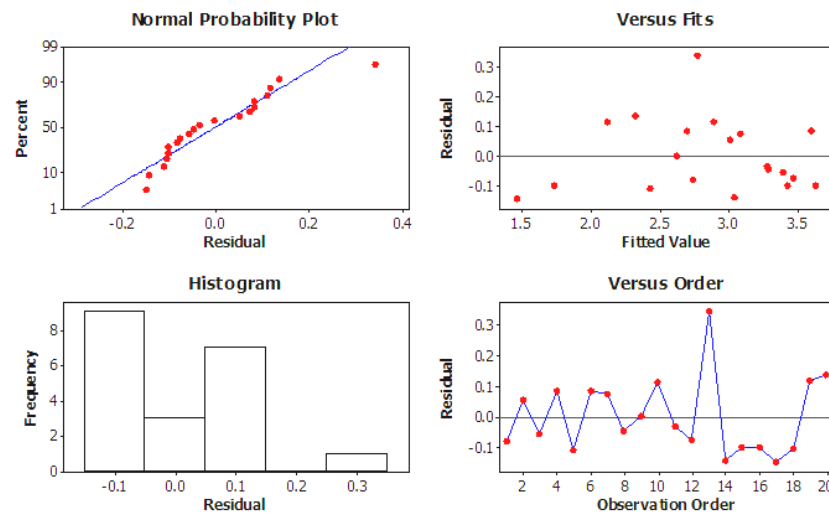 Normal Probability Plot
99
90
50
10
1
Percent
-0.2 0.0 0.2 0.4
Residual
Versus Fits
0.3
0.2
0.1
0.0
-0.1
Residual
1.5 2.0 2.5 3.0 3.5
Fitted Value
Histogram
8
6
4
2
0
Frequency
-0.1 0.0 0.1 0.2 0.3
Residual
Versus Order
0.3
0.2
0.1
0.0
-0.1
Residual
2 4 6 8 10 12 14 16 18 20
Observation Order